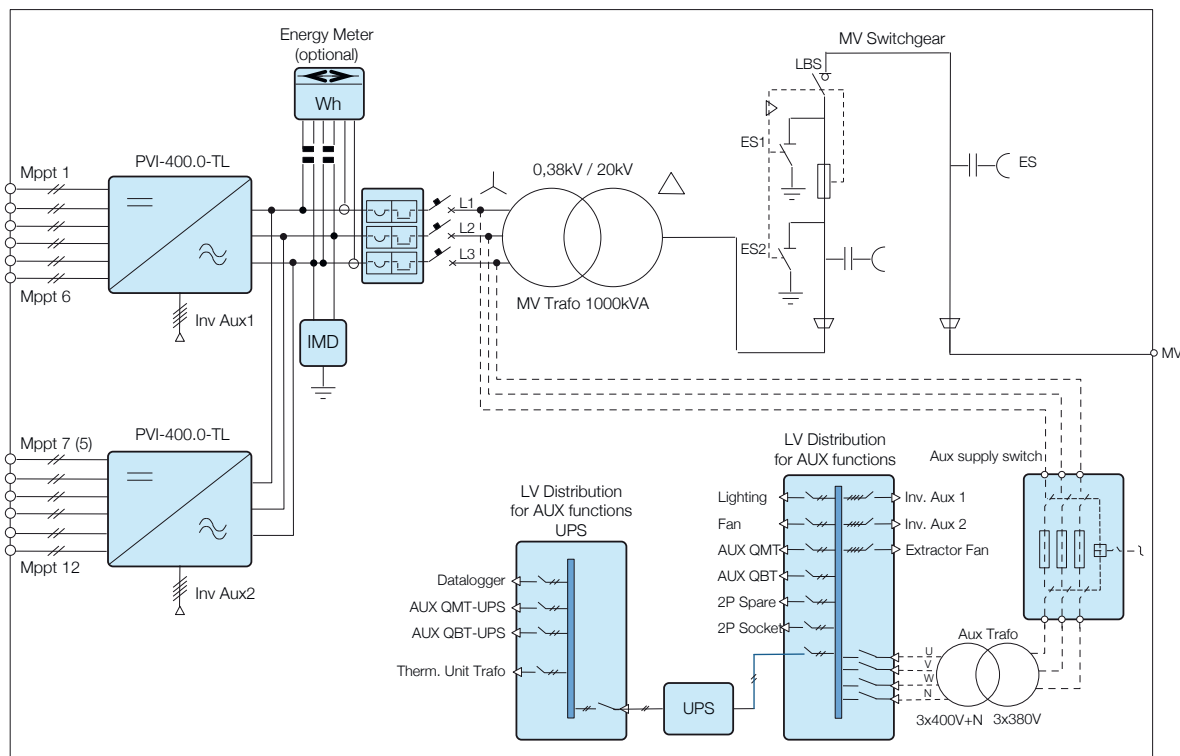 Energy Meter
(optional)
Wh
MV Switchgear
LBS
Mppt 1
PVI-400.0-TL
0,38kV / 20kV
ES1
ES
L1
L2
L3
ES2
Mppt 6
MV Trafo 1000kVA
Inv Aux1
IMD
MV
Mppt 7 (5)
PVI-400.0-TL
Mppt 12
Inv Aux2
LV Distribution
for AUX functions
Aux supply switch
Lighting
Inv. Aux 1
Fan
Inv. Aux 2
AUX QMT
Extractor Fan
AUX QBT
2P Spare
2P Socket
LV Distribution
for AUX functions
UPS
Datalogger
AUX QMT-UPS
AUX QBT-UPS
Therm. Unit Trafo
UPS
Aux Trafo
U
V
W
N
3x400V+N
3x380V